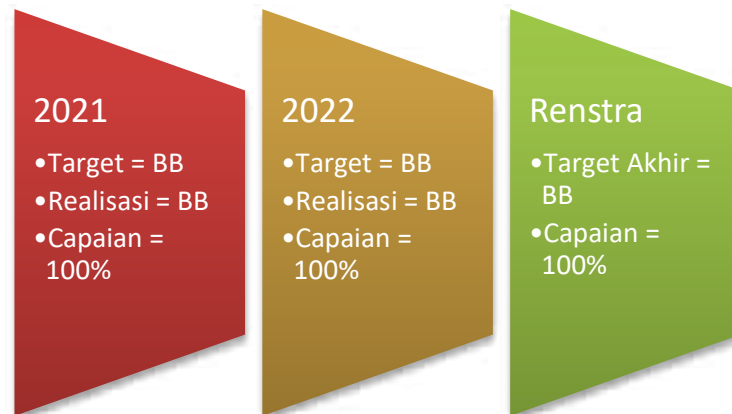 2021
•Target = BB
•Realisasi = BB
•Capaian =
100%
2022
•Target = BB
•Realisasi = BB
•Capaian =
100%
Renstra
•Target Akhir =
BB
•Capaian =
100%